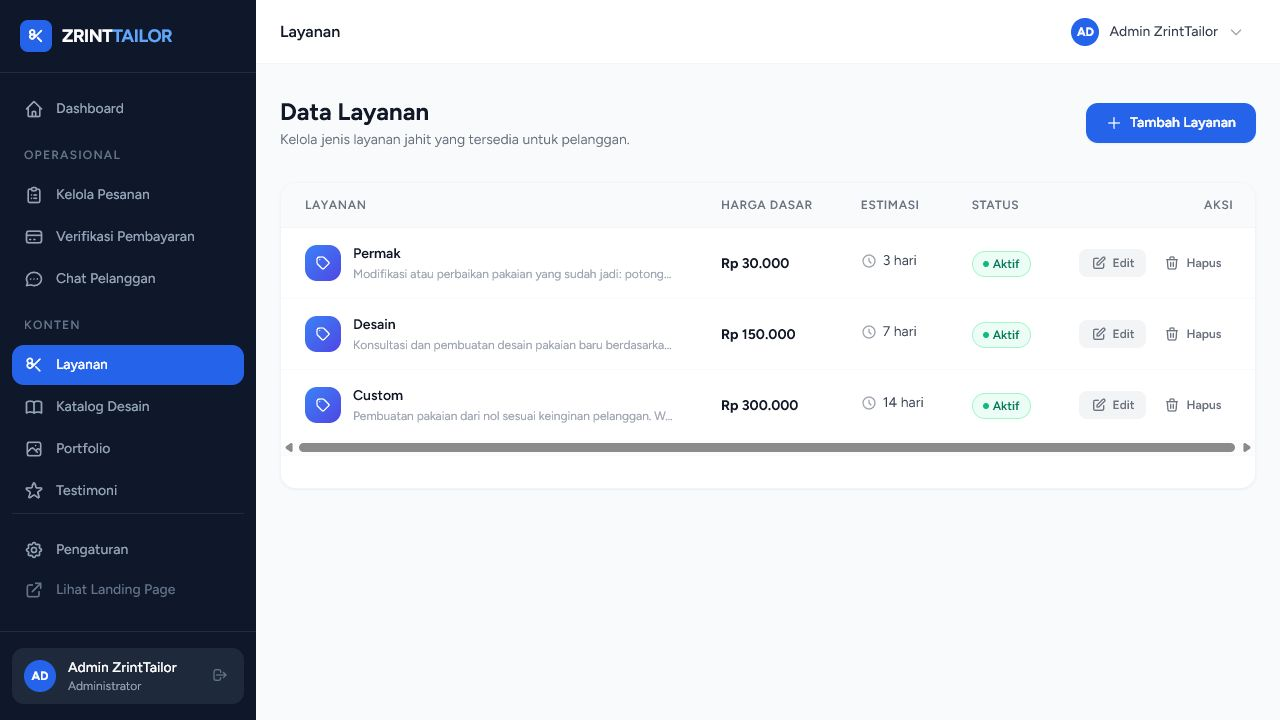 ZRINTTAILOR
Dashboard
OPERASIONAL
Kelola Pesanan
Verifikasi Pembayaran
Chat Pelanggan
KONTEN
Layanan
Katalog Desain
Portfolio
Testimoni
Pengaturan
Lihat Landing Page
AD
Admin ZrintTailor
Administrator
Layanan
AD Admin ZrintTailor
Data Layanan
Kelola jenis layanan jahit yang tersedia untuk pelanggan.
Tambah Layanan
LAYANAN HARGA DASAR ESTIMASI STATUS AKSI
Permak
Modifikasi atau perbaikan pakaian yang sudah jadi: potong...
Rp 30.000 3 hari Aktif Edit Hapus
Desain
Konsultasi dan pembuatan desain pakaian baru berdasarka...
Rp 150.000 7 hari Aktif Edit Hapus
Custom
Pembuatan pakaian dari nol sesuai keinginan pelanggan. W...
Rp 300.000 14 hari Aktif Edit Hapus